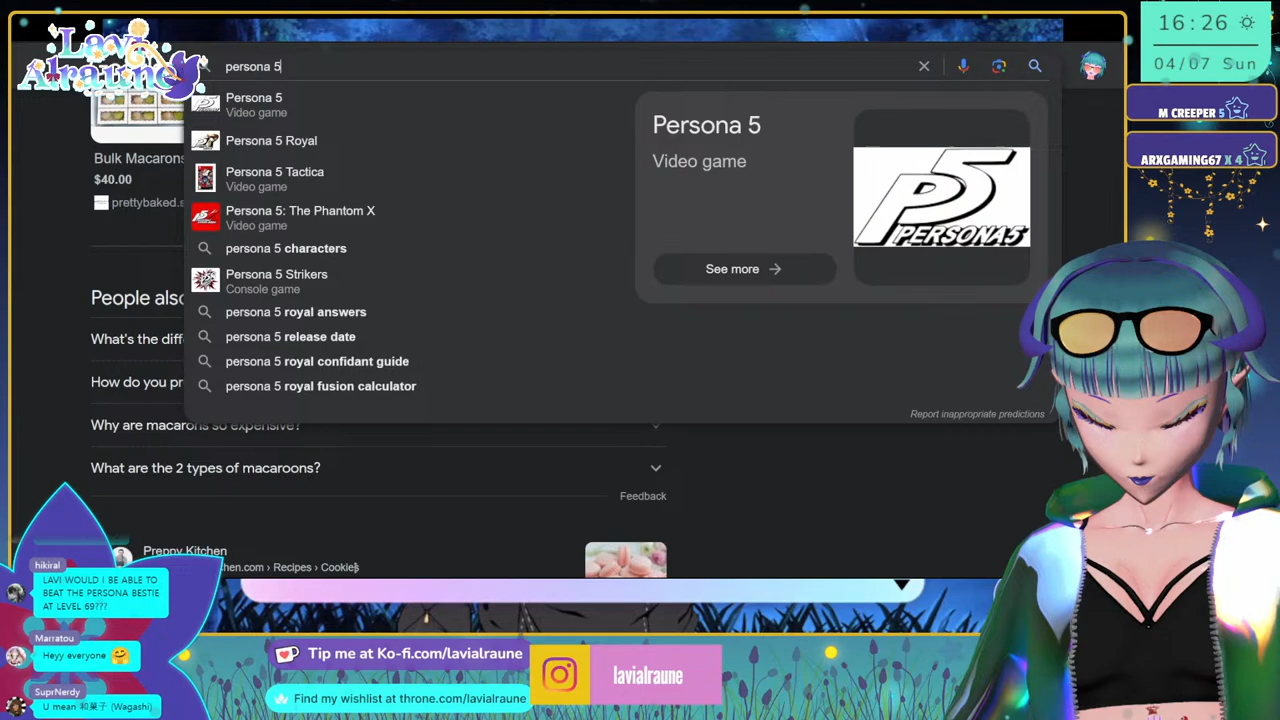 Lavi
Alraune
persona 5
16:26
04/07 Sun
M CREEPER 5
ARXGAMING67 X 4
Persona 5
Video game
Persona 5 Royal
Persona 5 Tactica
Video game
Persona 5: The Phantom X
Video game
persona 5 characters
Persona 5 Strikers
Console game
persona 5 royal answers
persona 5 release date
persona 5 royal confidant guide
persona 5 royal fusion calculator
Persona 5
Video game
P5
PERSONA5
See more
Report inappropriate predictions
Bulk Macarons
$40.00
prettybaked.s
People also
What's the diff
How do you pr
Why are macarons so expensive?
What are the 2 types of macaroons?
Feedback
Preppy Kitchen
chen.com › Recipes › Cookies
hikiral
LAVI WOULD I BE ABLE TO
BEAT THE PERSONA BESTIE
AT LEVEL 69???
Marratou
Heyy everyone 🤗
SuprNerdy
U mean 和菓子 (Wagashi)
Tip me at Ko-fi.com/lavialraune
Find my wishlist at throne.com/lavialraune
lavialraune